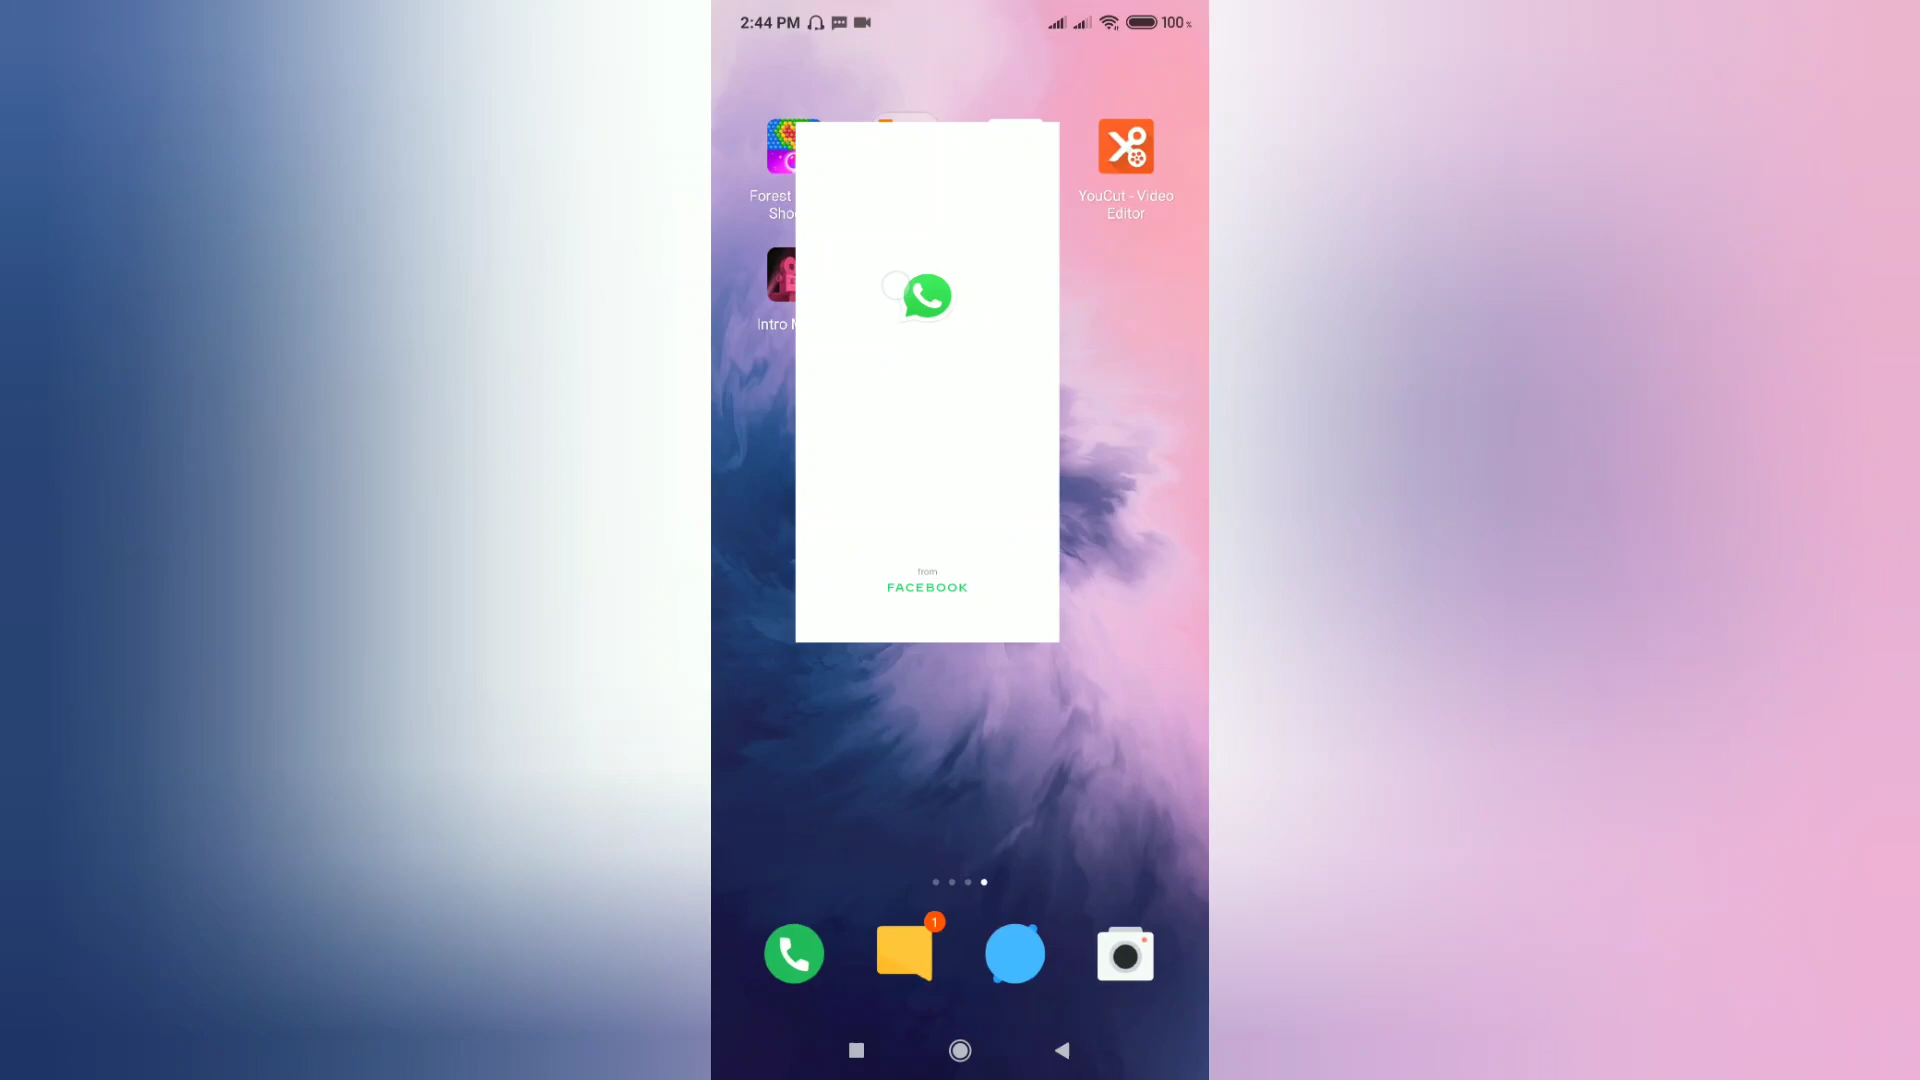 2:44 PM
100 %
Forest
Sho
YouCut - Video
Editor
Intro
from
FACEBOOK
1